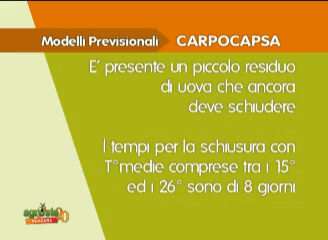 Modelli Previsionali CARPOCAPSA
E' presente un piccolo residuo
di uova che ancora
deve schiudere
I tempi per la schiusura con
T°medie comprese tra i 15°
ed i 26° sono di 8 giorni